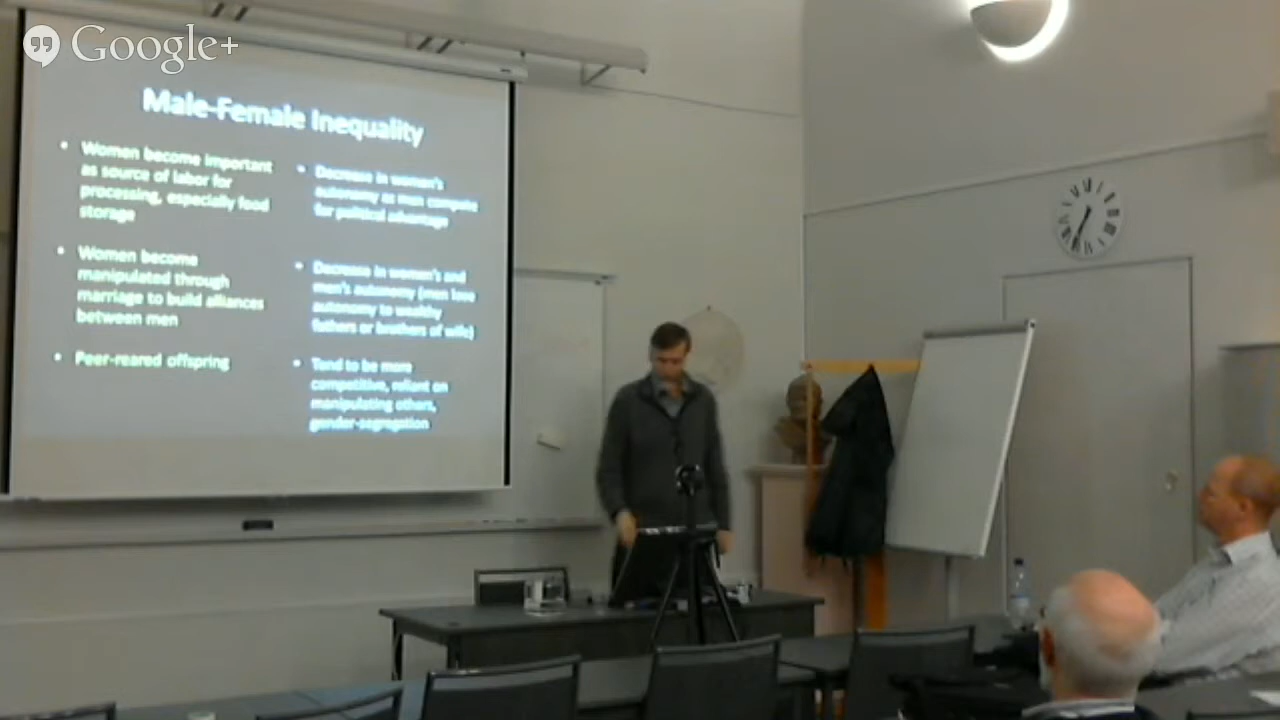 Google+
Male-Female Inequality
• Women become important
as source of labor for
processing, especially food
storage
• Women become
manipulated through
marriage to build alliances
between men
• Peer-reared offspring
• Decrease in women's
autonomy as men compete
for political advantage
• Decrease in women's and
men's autonomy (men lose
autonomy to wealthy
fathers or brothers of wife)
• Tend to be more
competitive, reliant on
manipulating others,
gender-segregation